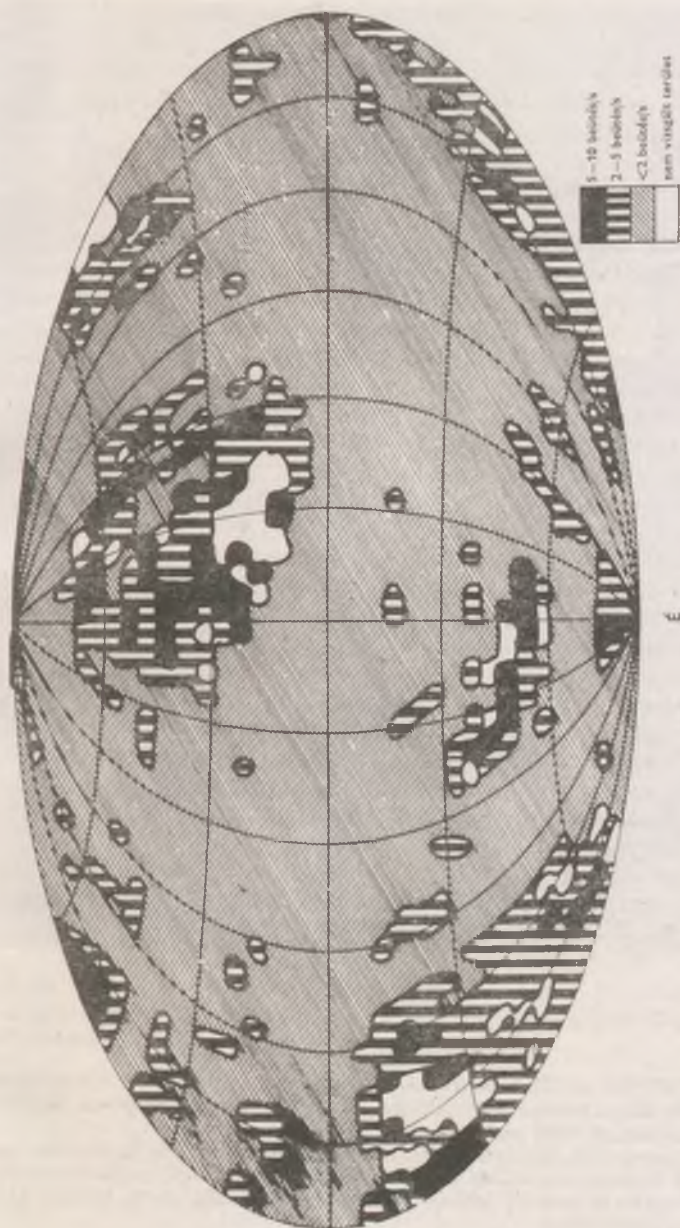 5–10 beütés/s
2–5 beütés/s
<2 beütés/s
nem vizsgált terület
É